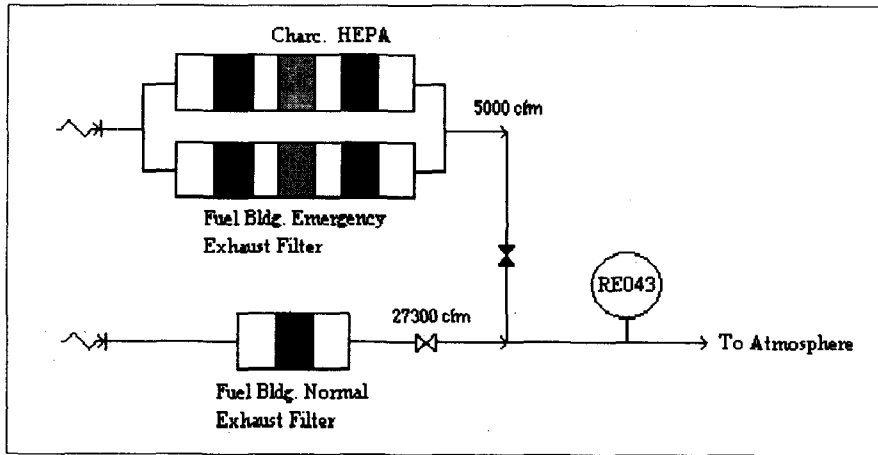 Charc. HEPA
5000 cfm
Fuel Bldg. Emergency
Exhaust Filter
RE043
27300 cfm
To Atmosphere
Fuel Bldg. Normal
Exhaust Filter